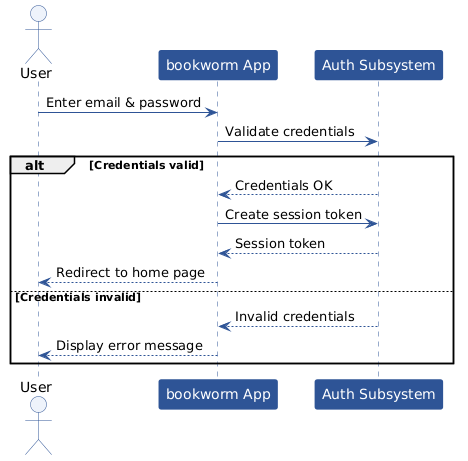 User
bookworm App
Auth Subsystem
Enter email & password
Validate credentials
alt
[Credentials valid]
Credentials OK
Create session token
Session token
Redirect to home page
[Credentials invalid]
Invalid credentials
Display error message
User
bookworm App
Auth Subsystem